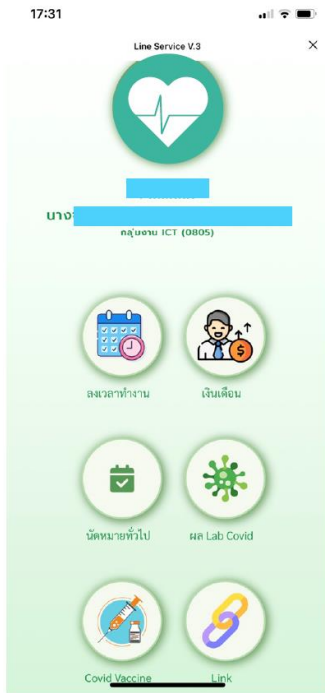 17:31
Line Service V.3
นาง
กลุ่มงาน ICT (0805)
ลงเวลาทำงาน
เงินเดือน
นัดหมายทั่วไป
ผล Lab Covid
Covid Vaccine
Link